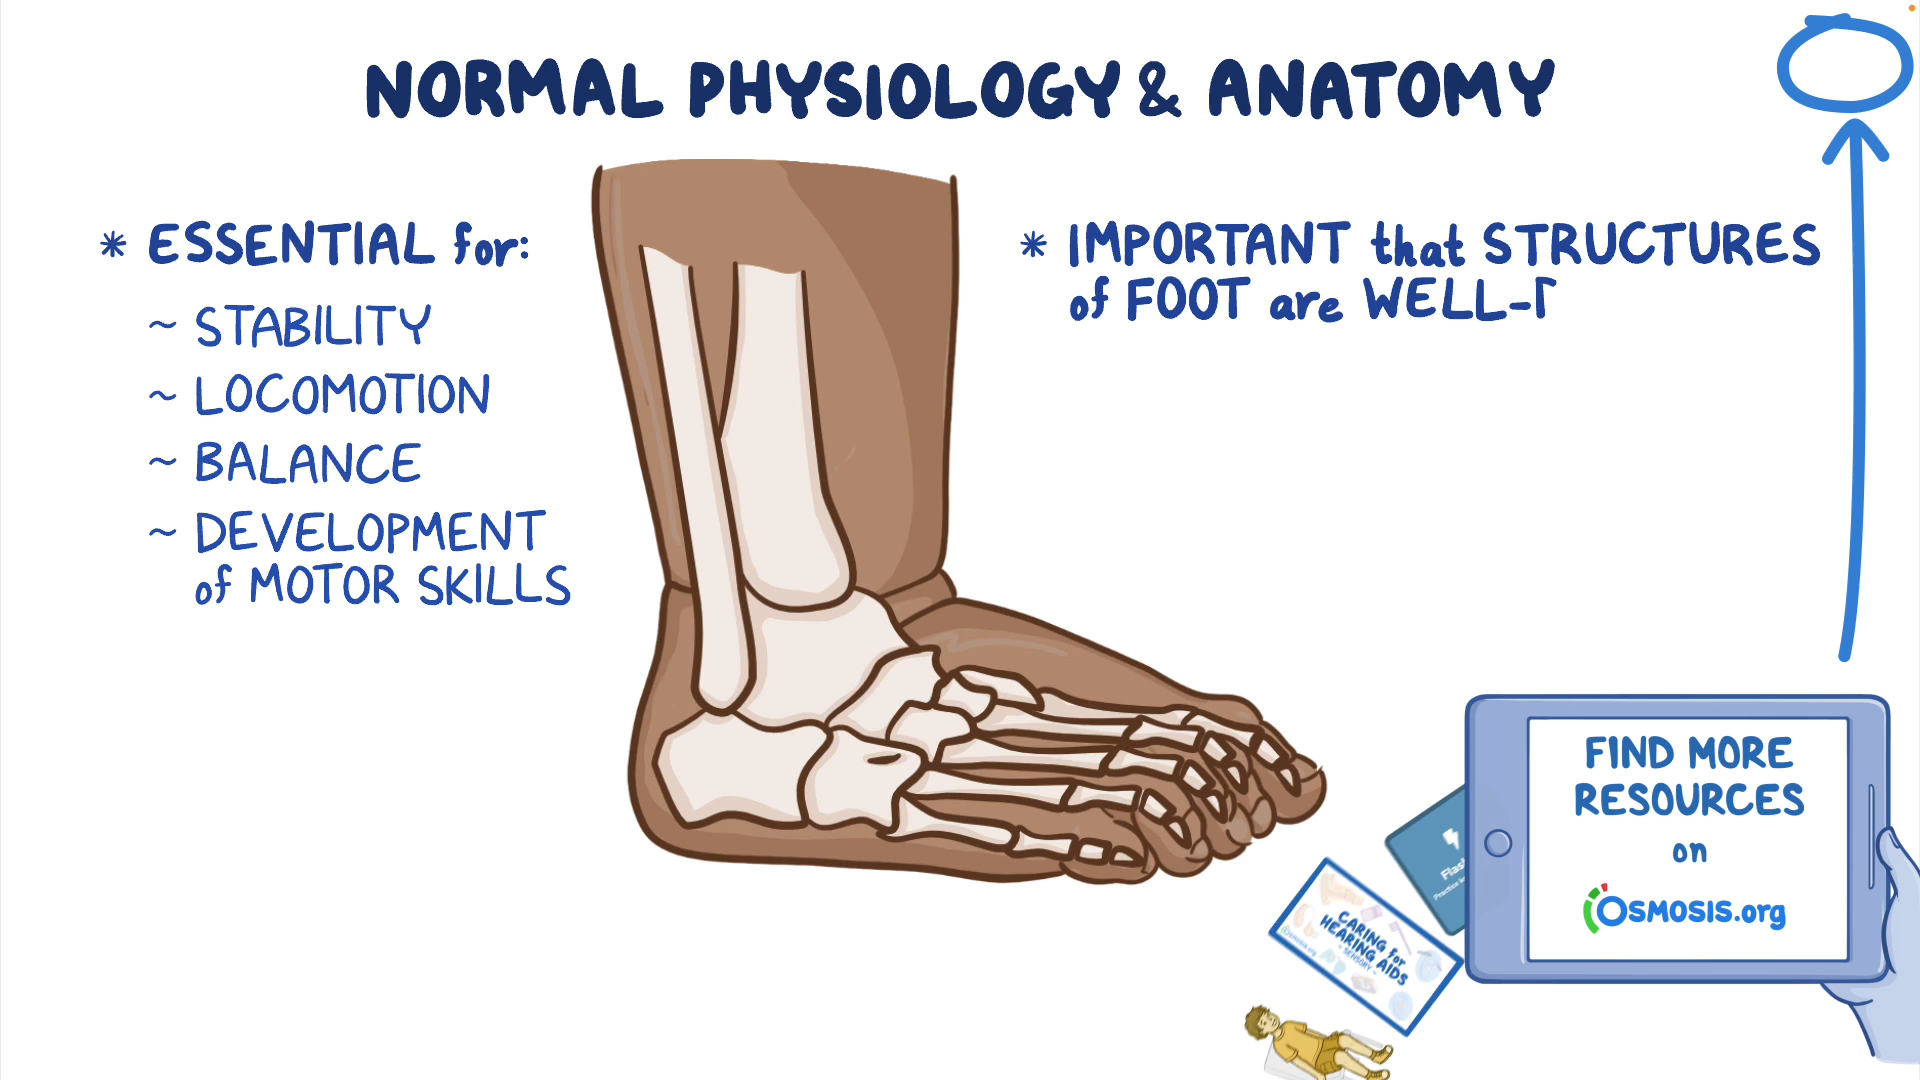 NORMAL PHYSIOLOGY & ANATOMY
* ESSENTIAL for:
~ STABILITY
~ LOCOMOTION
~ BALANCE
~ DEVELOPMENT
of MOTOR SKILLS
* IMPORTANT that STRUCTURES
of FOOT are WELL-
FIND MORE
RESOURCES
on
OSMOSIS.org
CARING for
HEARING AIDS
~ SENSORY ~